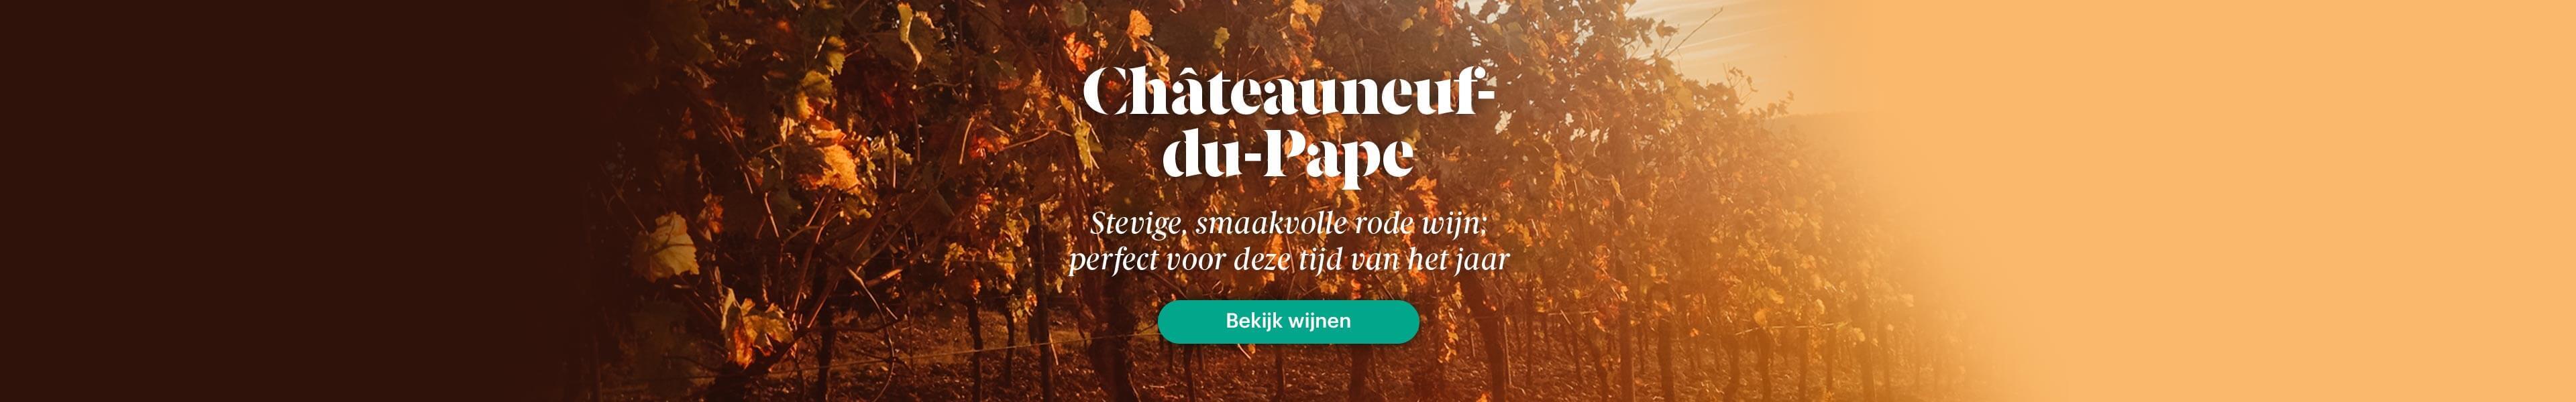 Châteauneuf-
du-Pape
Stevige, smaakvolle rode wijn;
perfect voor deze tijd van het jaar
Bekijk wijnen